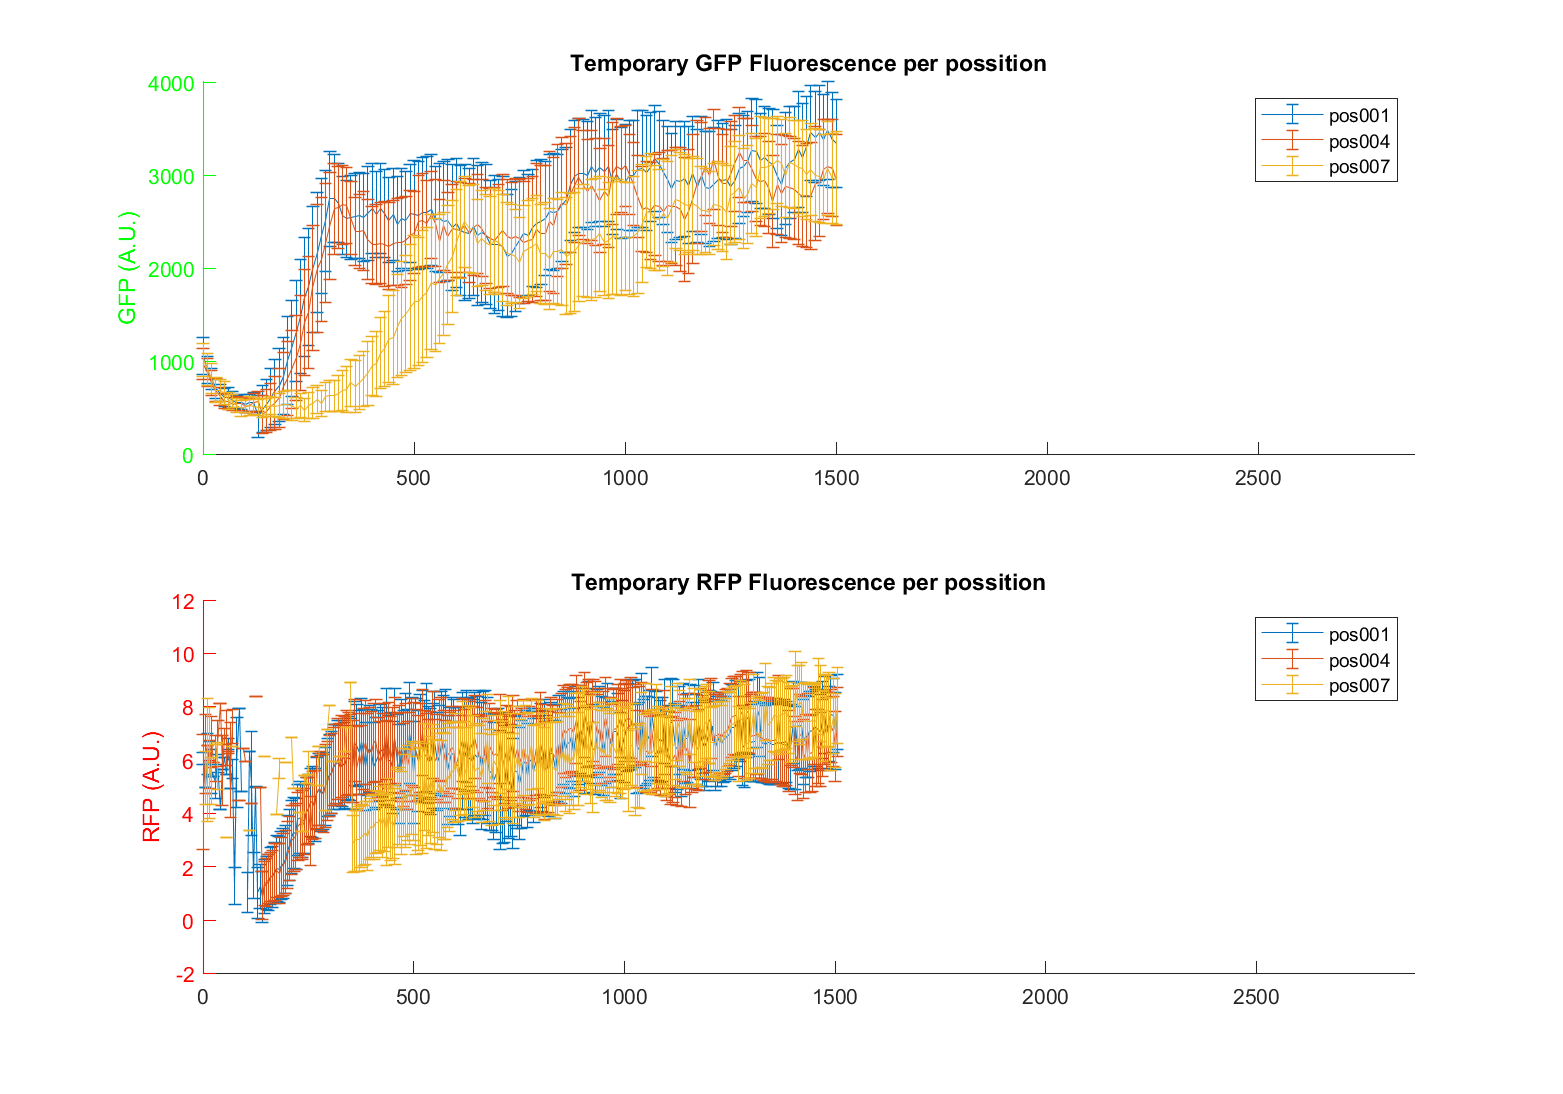 Temporary GFP Fluorescence per possition
4000
3000
2000
1000
0
GFP (A.U.)
0 500 1000 1500 2000 2500
pos001
pos004
pos007
Temporary RFP Fluorescence per possition
12
10
8
6
4
2
0
-2
RFP (A.U.)
0 500 1000 1500 2000 2500
pos001
pos004
pos007